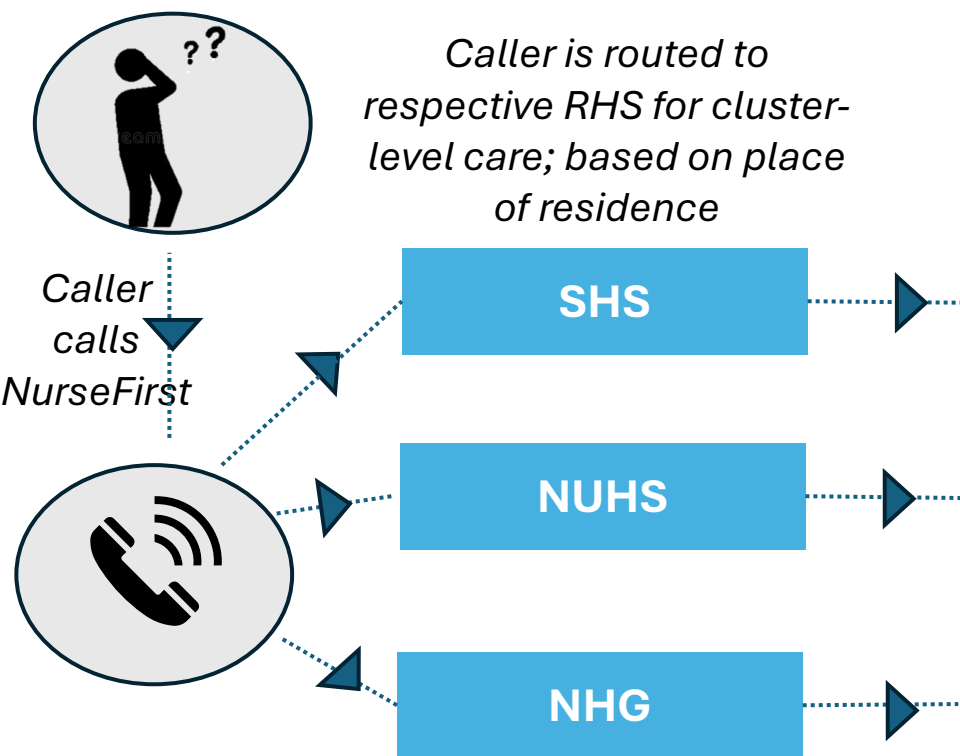 ? ?
Caller is routed to
respective RHS for cluster-
level care; based on place
of residence
Caller
calls
NurseFirst
SHS
NUHS
NHG